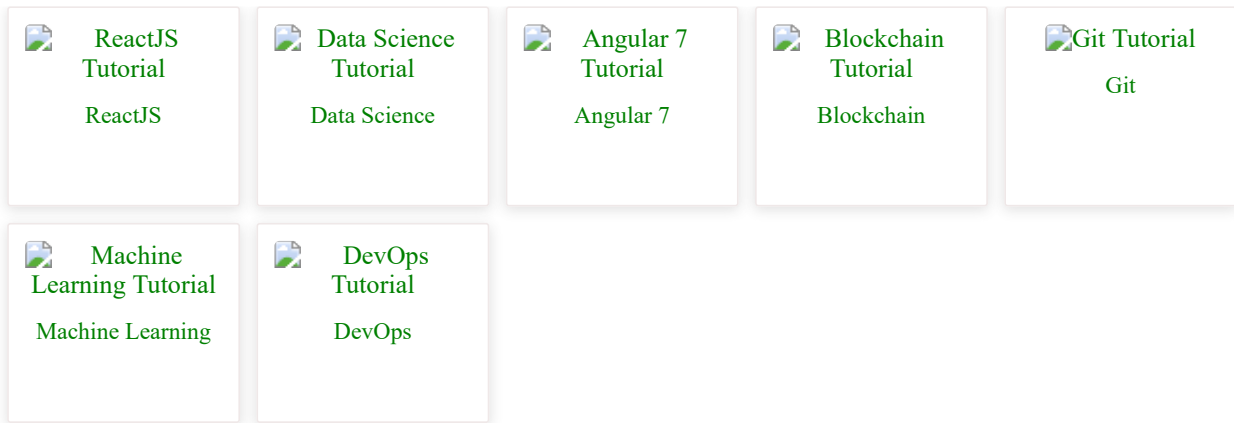 ReactJS
Tutorial
ReactJS
Data Science
Tutorial
Data Science
Angular 7
Tutorial
Angular 7
Blockchain
Tutorial
Blockchain
Git Tutorial
Git
Machine
Learning Tutorial
Machine Learning
DevOps
Tutorial
DevOps